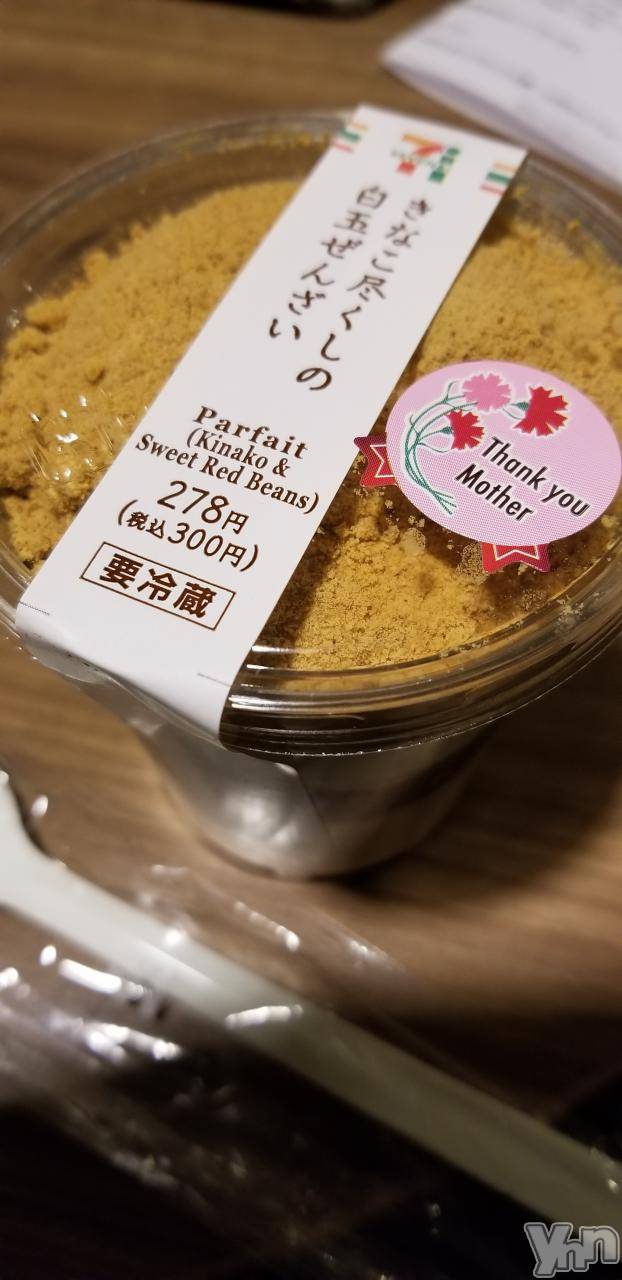 きなこ尽くしの
白玉ぜんざい
Parfait
(Kinako &
Sweet Red Beans)
278円
(税込300円)
要冷蔵
Thank you
Mother
Yhn